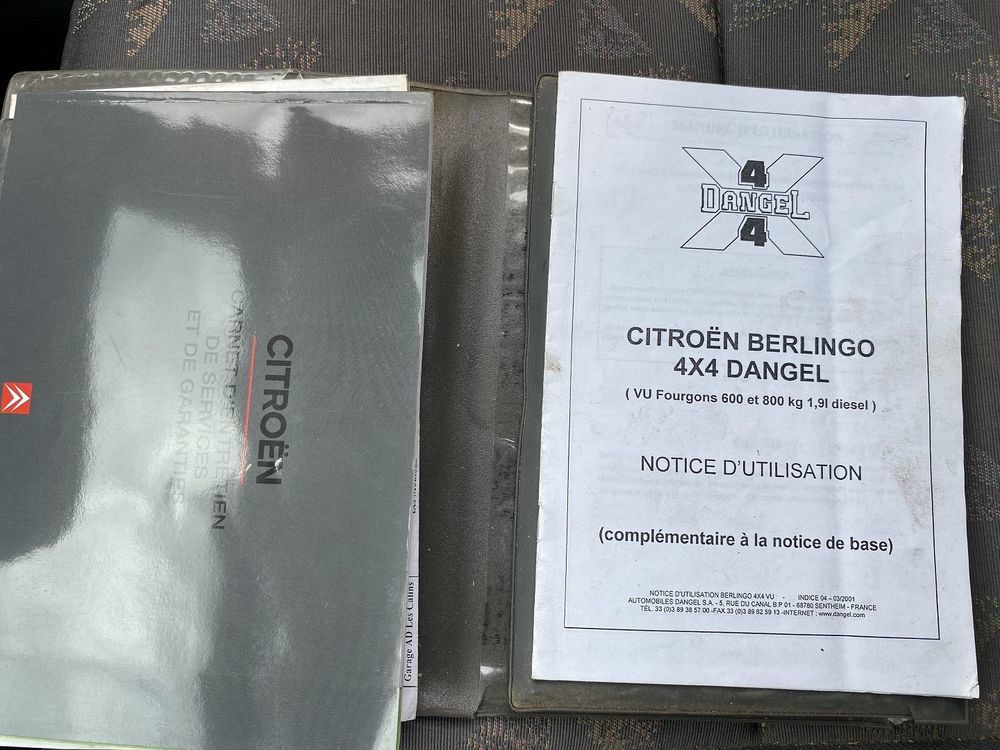 CITROËN
CARNET D'ENTRETIEN
DE SERVICES
ET DE GARANTIES
Garage AD Les Calins
4
DANGEL
4
CITROËN BERLINGO
4X4 DANGEL
( VU Fourgons 600 et 800 kg 1,9l diesel )
NOTICE D'UTILISATION
(complémentaire à la notice de base)
NOTICE D'UTILISATION BERLINGO 4X4 VU - INDICE 04 – 03/2001
AUTOMOBILES DANGEL S.A. - 5, RUE DU CANAL B.P 01 - 68780 SENTHEIM - FRANCE
TÉL. 33 (0)3 89 38 57 00 -FAX 33 (0)3 89 82 59 13 -INTERNET : www.dangel.com